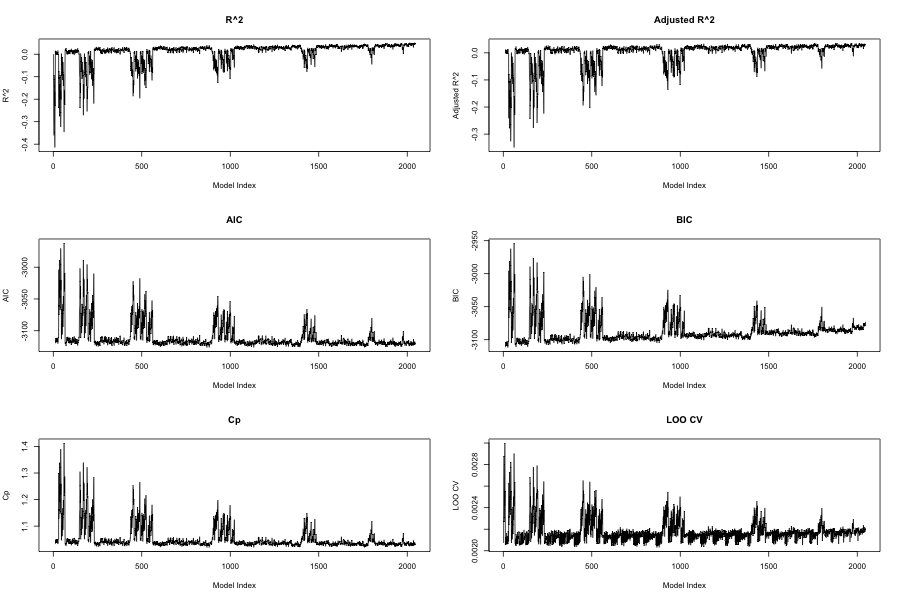 R^2
R^2
0.0
-0.1
-0.2
-0.3
-0.4
0 500 1000 1500 2000
Model Index
Adjusted R^2
Adjusted R^2
0.0
-0.1
-0.2
-0.3
0 500 1000 1500 2000
Model Index
AIC
AIC
-3000
-3050
-3100
0 500 1000 1500 2000
Model Index
BIC
BIC
-2950
-3000
-3050
-3100
0 500 1000 1500 2000
Model Index
Cp
Cp
1.4
1.3
1.2
1.1
0 500 1000 1500 2000
Model Index
LOO CV
LOO CV
0.0028
0.0024
0.0020
0 500 1000 1500 2000
Model Index